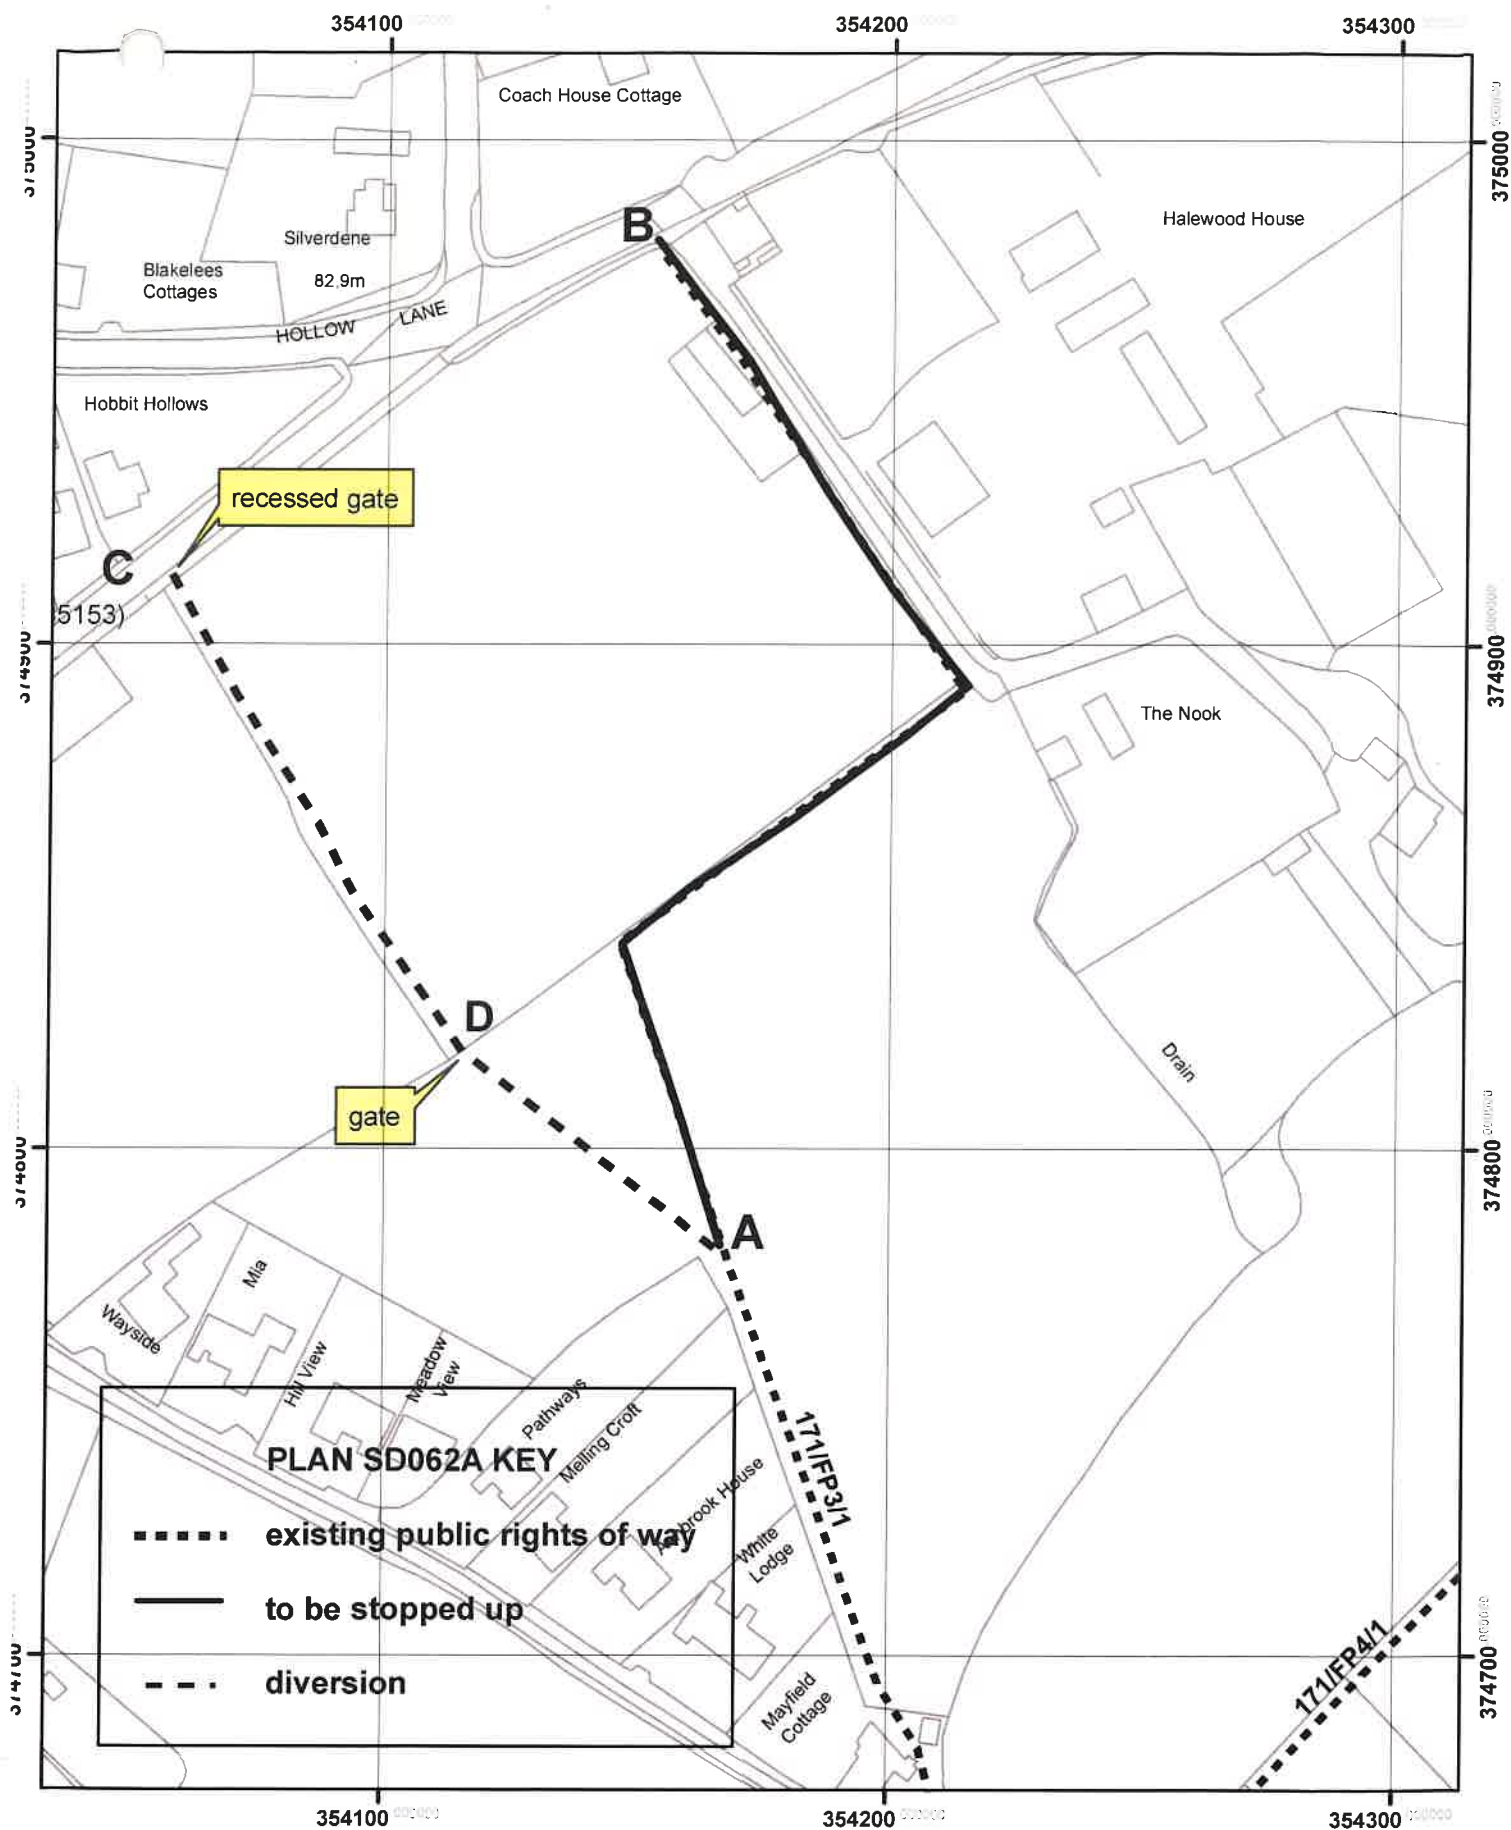 354100
354200
354300
Coach House Cottage
375000
Halewood House
B
Silverdene
Blakelees
Cottages
82.9m
HOLLOW LANE
Hobbit Hollows
recessed gate
C
5153)
374900
374900
The Nook
D
Drain
gate
374800
374800
A
Mia
Wayside
Hill View
Meadow
View
Pathways
Melling Croft
171/FP3/1
PLAN SD062A KEY
White
Lodge
existing public rights of way
to be stopped up
171/FP4/1
374700
374700
diversion
Mayfield
Cottage
354100
354200
354300